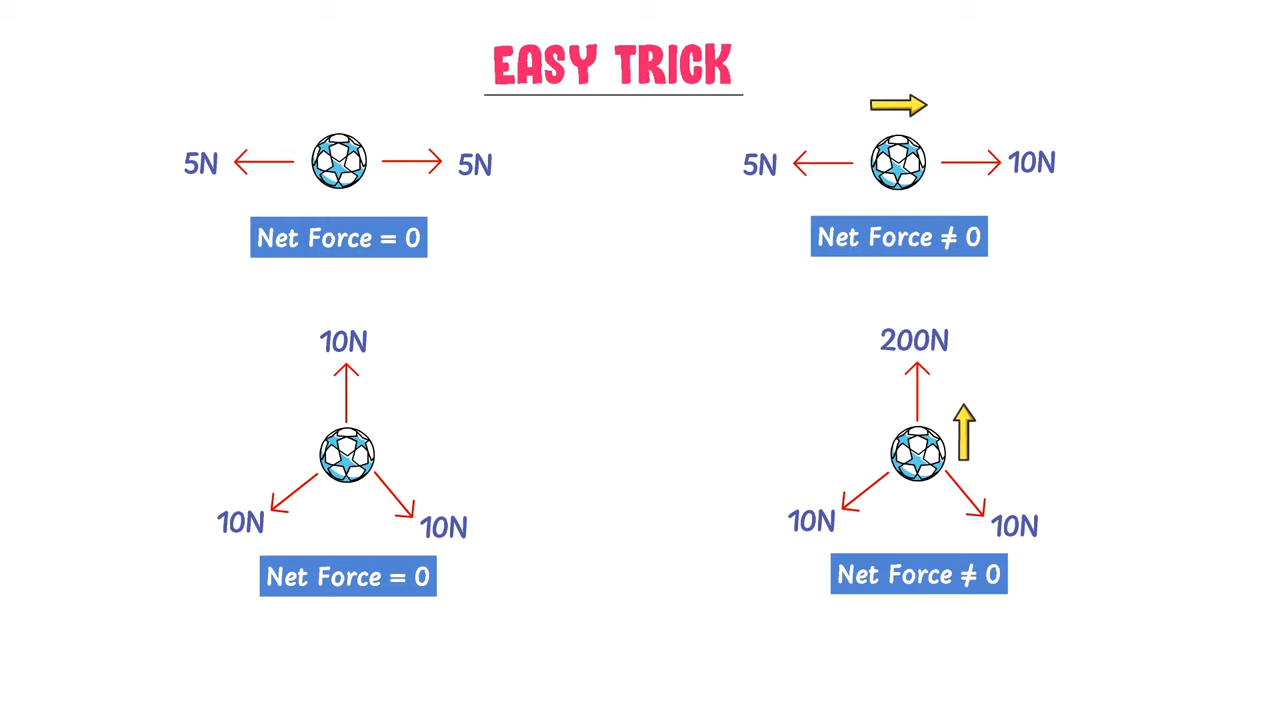 EASY TRICK
5N 5N
Net Force = 0
5N 10N
Net Force ≠ 0
10N
10N 10N
Net Force = 0
200N
10N 10N
Net Force ≠ 0